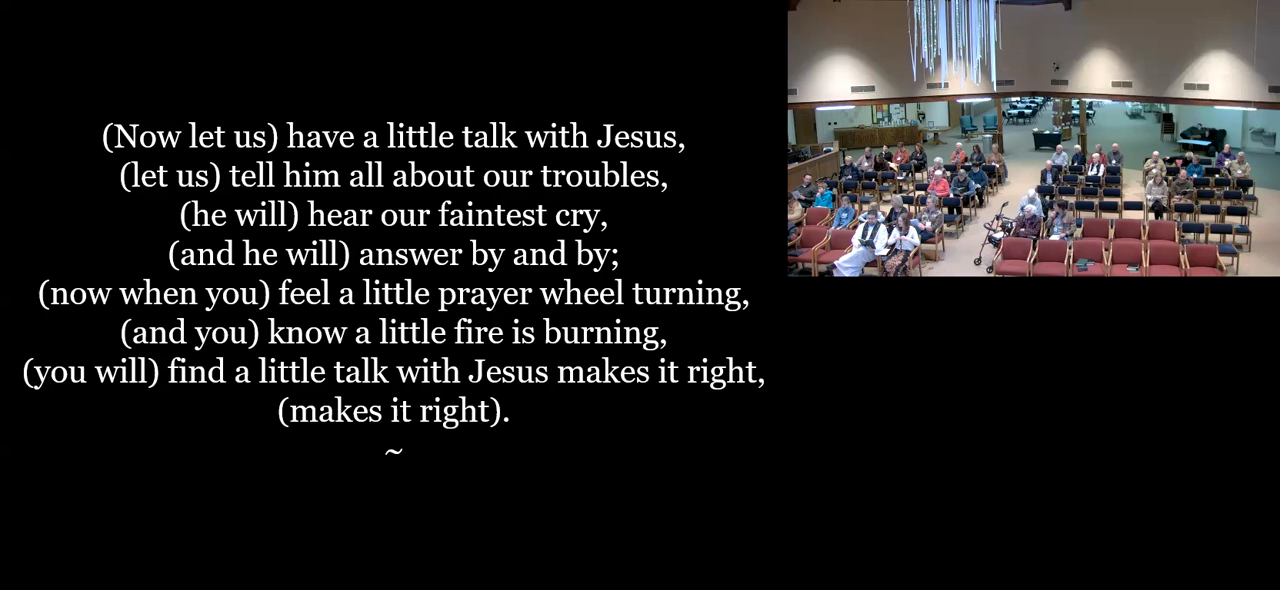 (Now let us) have a little talk with Jesus,
(let us) tell him all about our troubles,
(he will) hear our faintest cry,
(and he will) answer by and by;
(now when you) feel a little prayer wheel turning,
(and you) know a little fire is burning,
(you will) find a little talk with Jesus makes it right,
(makes it right).
~